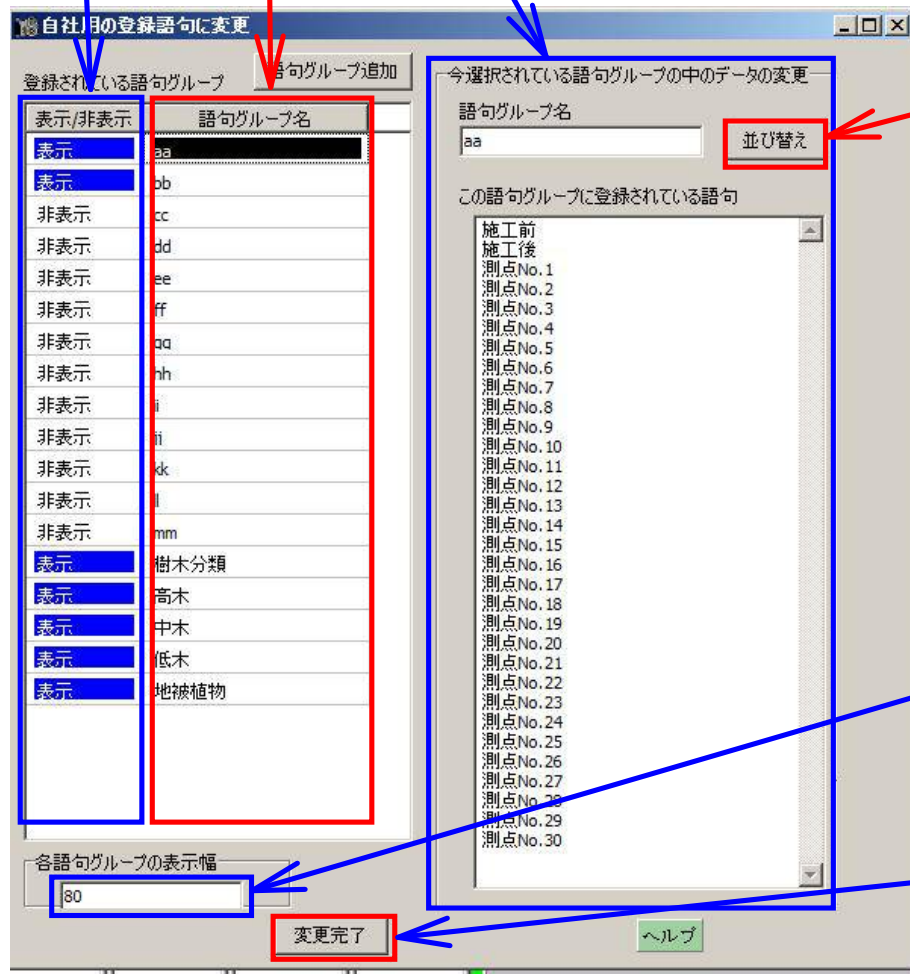 自社用の登録語句に変更
登録されている語句グループ
語句グループ追加
表示/非表示 語句グループ名
表示 aa
表示 bb
非表示 cc
非表示 dd
非表示 ee
非表示 ff
非表示 gg
非表示 hh
非表示 ii
非表示 jj
非表示 kk
非表示 ll
非表示 mm
表示 樹木分類
表示 高木
表示 中木
表示 低木
表示 地被植物
各語句グループの表示幅
80
変更完了
今選択されている語句グループの中のデータの変更
語句グループ名
aa
並び替え
この語句グループに登録されている語句
施工前
施工後
測点No.1
測点No.2
測点No.3
測点No.4
測点No.5
測点No.6
測点No.7
測点No.8
測点No.9
測点No.10
測点No.11
測点No.12
測点No.13
測点No.14
測点No.15
測点No.16
測点No.17
測点No.18
測点No.19
測点No.20
測点No.21
測点No.22
測点No.23
測点No.24
測点No.25
測点No.26
測点No.27
測点No.28
測点No.29
測点No.30
ヘルプ